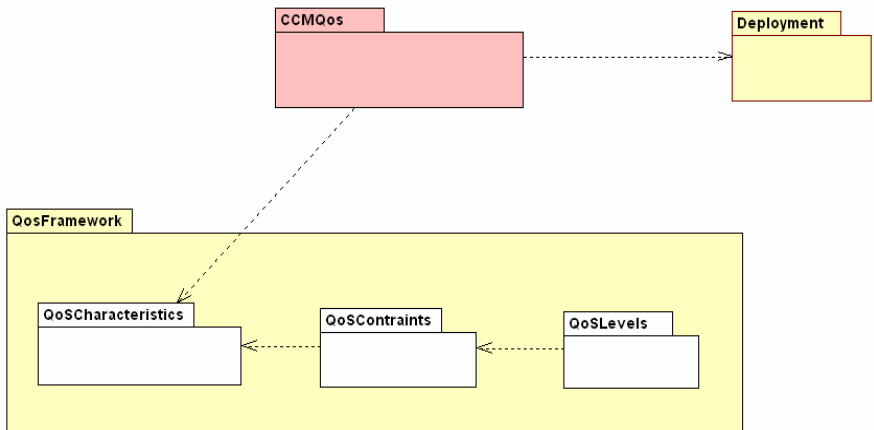 CCMQos
Deployment
QosFramework
QoSCharacteristics
QoSContraints
QoSLevels